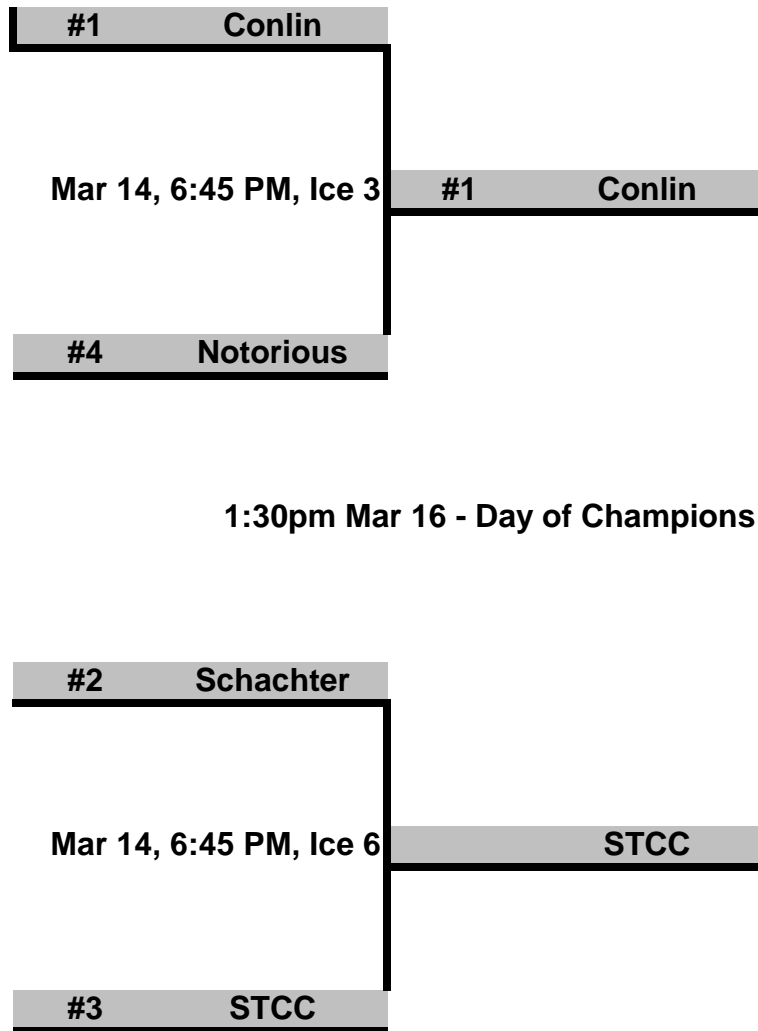 #1 Conlin
Mar 14, 6:45 PM, Ice 3 #1 Conlin
#4 Notorious
1:30pm Mar 16 - Day of Champions
#2 Schachter
Mar 14, 6:45 PM, Ice 6 STCC
#3 STCC